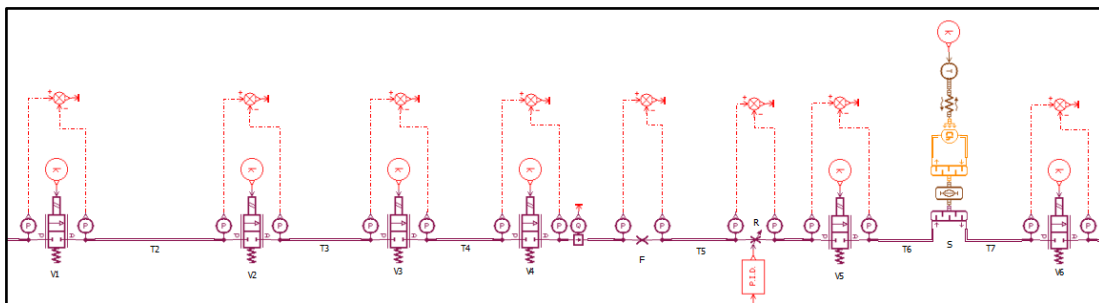 k
T
+ − + − + − + − + − + − + − + −
k k k k k k
P P P P P P P P Q P P P R P P P P P
P A P A P A P A P A P A
T2 T3 T4 F T5 T6 S T7
V1 V2 V3 V4 P.I.D. V5 V6